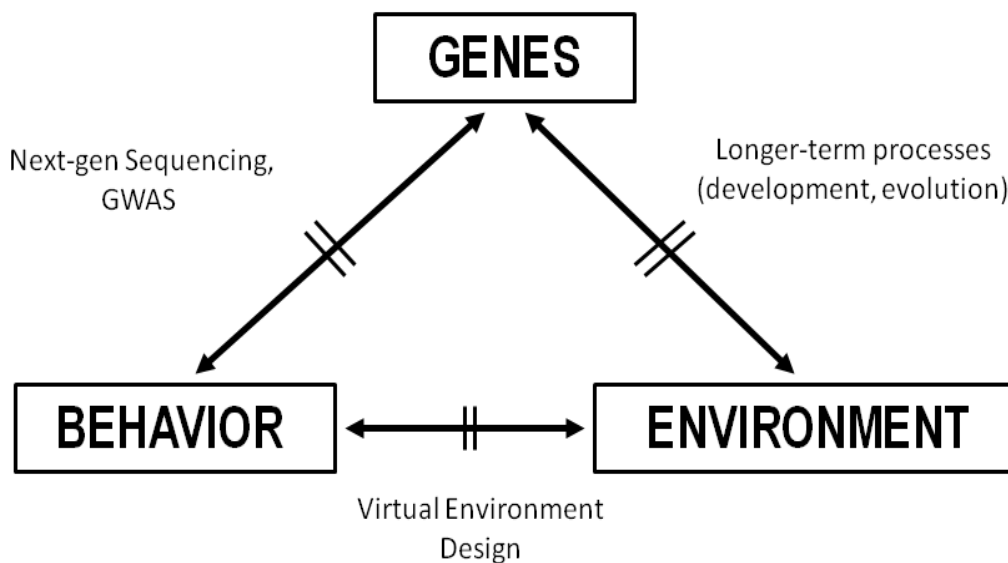 GENES
Next-gen Sequencing,
GWAS
Longer-term processes
(development, evolution)
BEHAVIOR
ENVIRONMENT
Virtual Environment
Design